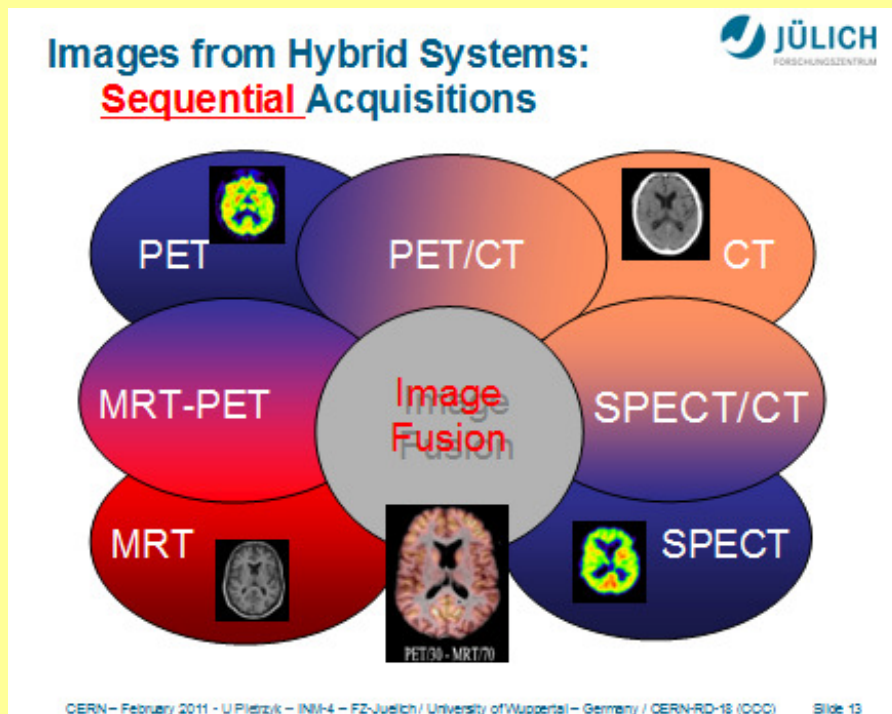 Images from Hybrid Systems:
Sequential Acquisitions
JÜLICH
FORSCHUNGSZENTRUM
PET
PET/CT
CT
MRT-PET
Image
Fusion
SPECT/CT
MRT
SPECT
PET/30 - MRT/70
CERN – February 2011 - U Pietrzyk – INM-4 – FZ-Juelich / University of Wuppertal – Germany / CERN-RD-18 (CCC) Slide 13